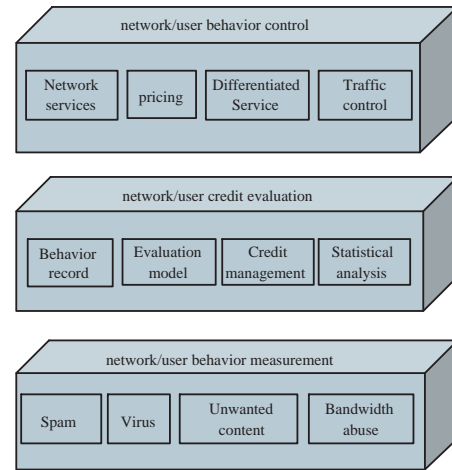 network/user behavior control
Network services
pricing
Differentiated Service
Traffic control
network/user credit evaluation
Behavior record
Evaluation model
Credit management
Statistical analysis
network/user behavior measurement
Spam
Virus
Unwanted content
Bandwidth abuse